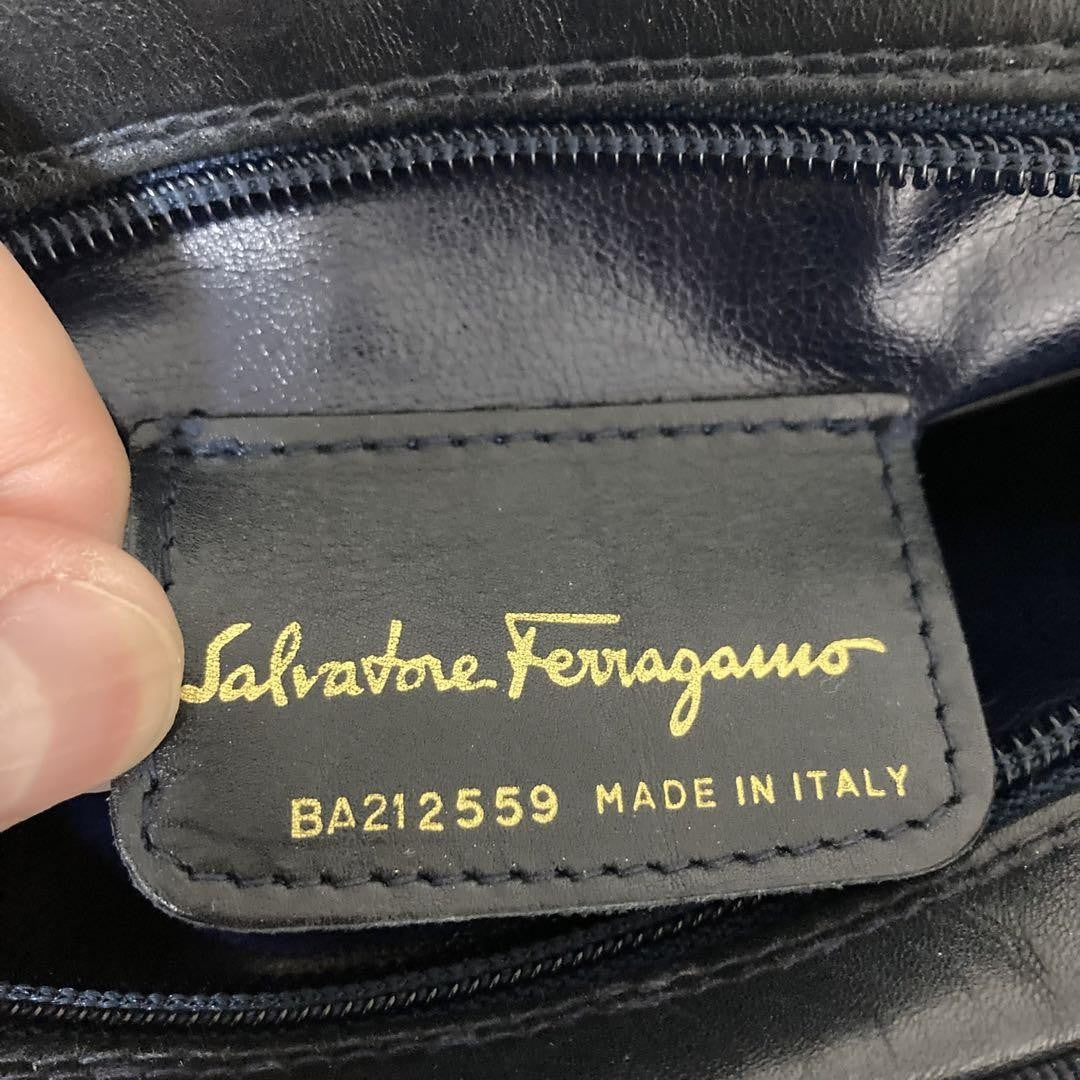 Salvatore Ferragamo
BA212559 MADE IN ITALY